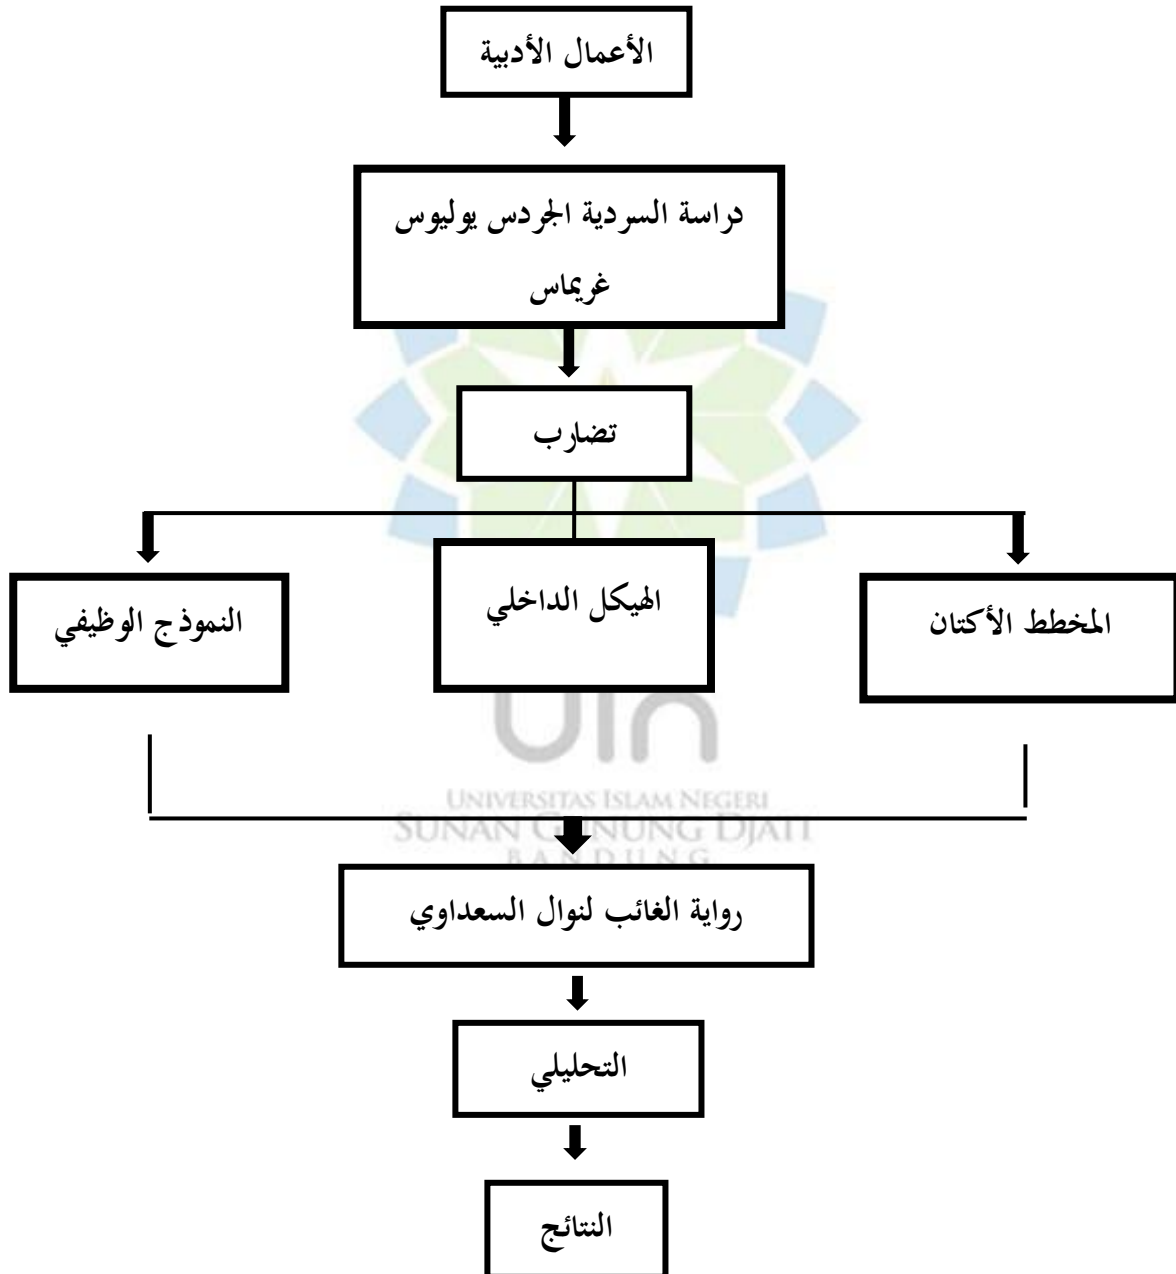 الأعمال الأدبية
دراسة السردية الجردس يوليوس
غريماس
تضارب
المخطط الأكتان
الهيكل الداخلي
النموذج الوظيفي
uin
UNIVERSITAS ISLAM NEGERI
SUNAN GUNUNG DJATI
BANDUNG
رواية الغائب لنوال السعداوي
التحليلي
النتائج